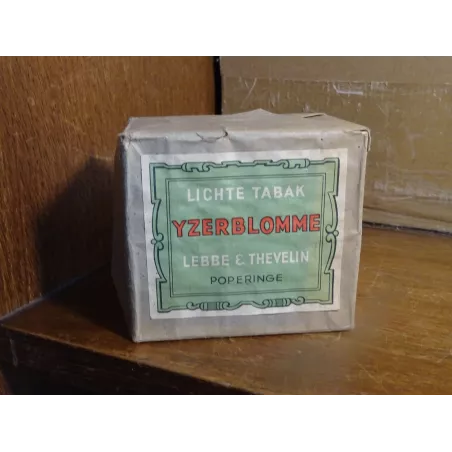 LICHTE TABAK
YZERBLOMME
LEBBE & THEVELIN
POPERINGE